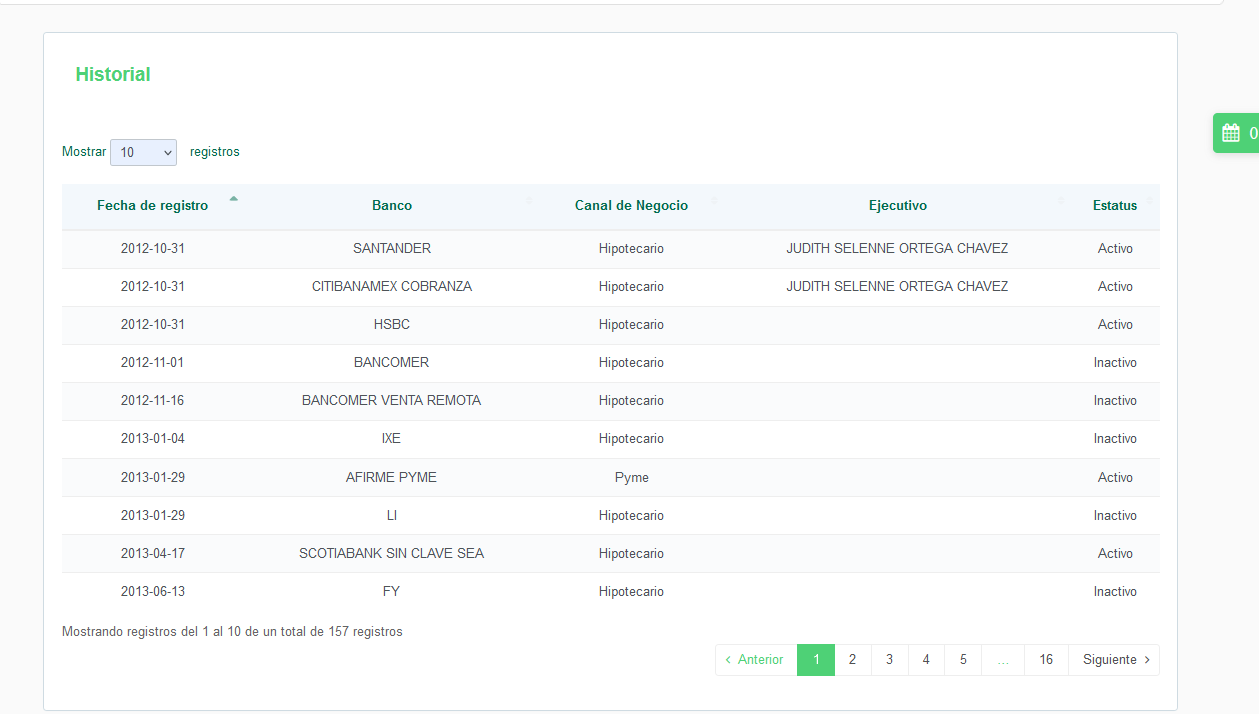 Historial
0
Mostrar 10 registros
Fecha de registro Banco Canal de Negocio Ejecutivo Estatus
2012-10-31 SANTANDER Hipotecario JUDITH SELENNE ORTEGA CHAVEZ Activo
2012-10-31 CITIBANAMEX COBRANZA Hipotecario JUDITH SELENNE ORTEGA CHAVEZ Activo
2012-10-31 HSBC Hipotecario Activo
2012-11-01 BANCOMER Hipotecario Inactivo
2012-11-16 BANCOMER VENTA REMOTA Hipotecario Inactivo
2013-01-04 IXE Hipotecario Inactivo
2013-01-29 AFIRME PYME Pyme Activo
2013-01-29 LI Hipotecario Inactivo
2013-04-17 SCOTIABANK SIN CLAVE SEA Hipotecario Activo
2013-06-13 FY Hipotecario Inactivo
Mostrando registros del 1 al 10 de un total de 157 registros
‹ Anterior 1 2 3 4 5 ... 16 Siguiente ›